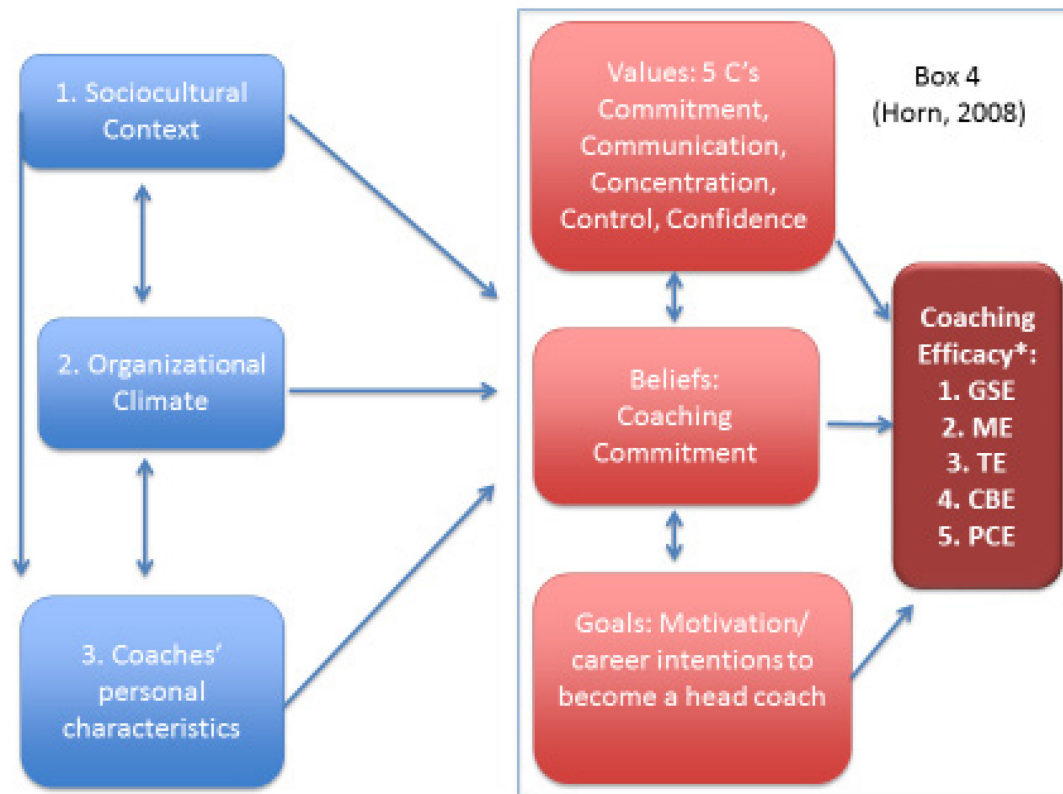 1. Sociocultural
Context
2. Organizational
Climate
3. Coaches’
personal
characteristics
Values: 5 C’s
Commitment,
Communication,
Concentration,
Control, Confidence
Beliefs:
Coaching
Commitment
Goals: Motivation/
career intentions to
become a head coach
Box 4
(Horn, 2008)
Coaching
Efficacy*:
1. GSE
2. ME
3. TE
4. CBE
5. PCE